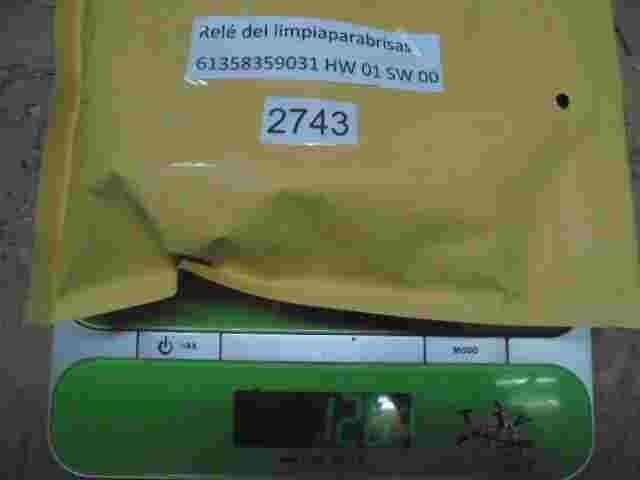 Relé del limpiaparabrisas
61358359031 HW 01 SW 00
2743
MODO